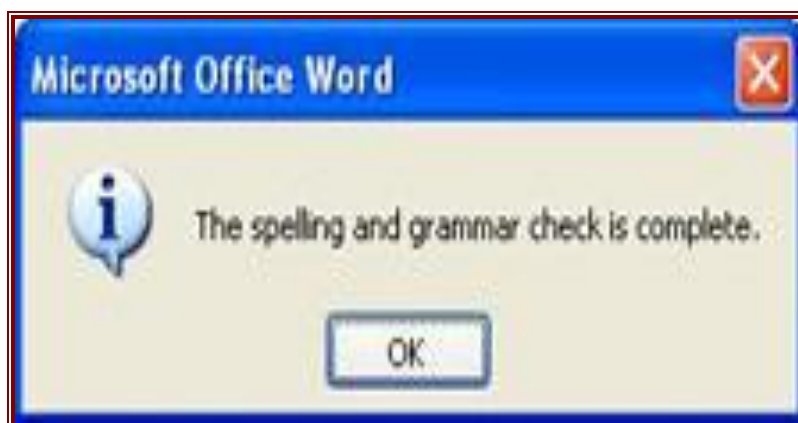 Microsoft Office Word
The spelling and grammar check is complete.
OK